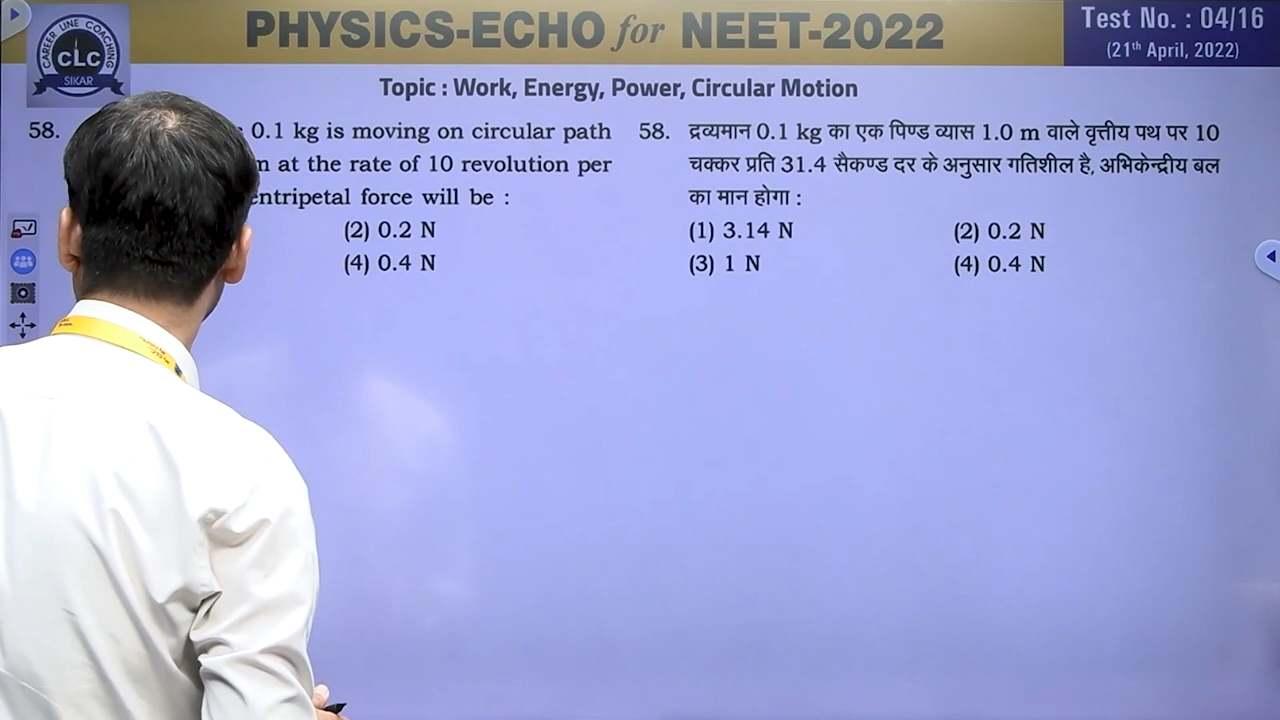 PHYSICS-ECHO for NEET-2022
Test No. : 04/16
(21th April, 2022)
CAREER LINE COACHING
CLC
SIKAR
Topic : Work, Energy, Power, Circular Motion
58. 0.1 kg is moving on circular path
m at the rate of 10 revolution per
entripetal force will be :
(2) 0.2 N
(4) 0.4 N
58. द्रव्यमान 0.1 kg का एक पिण्ड व्यास 1.0 m वाले वृत्तीय पथ पर 10
चक्कर प्रति 31.4 सैकण्ड दर के अनुसार गतिशील है, अभिकेन्द्रीय बल
का मान होगा :
(1) 3.14 N (2) 0.2 N
(3) 1 N (4) 0.4 N